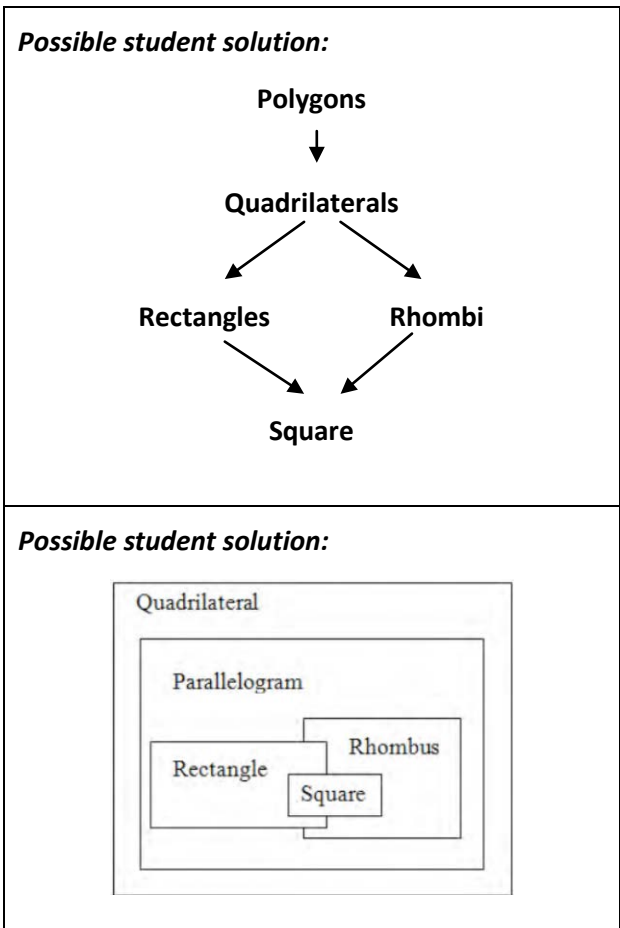 Possible student solution:
Polygons
Quadrilaterals
Rectangles Rhombi
Square
Possible student solution:
Quadrilateral
Parallelogram
Rhombus
Rectangle
Square